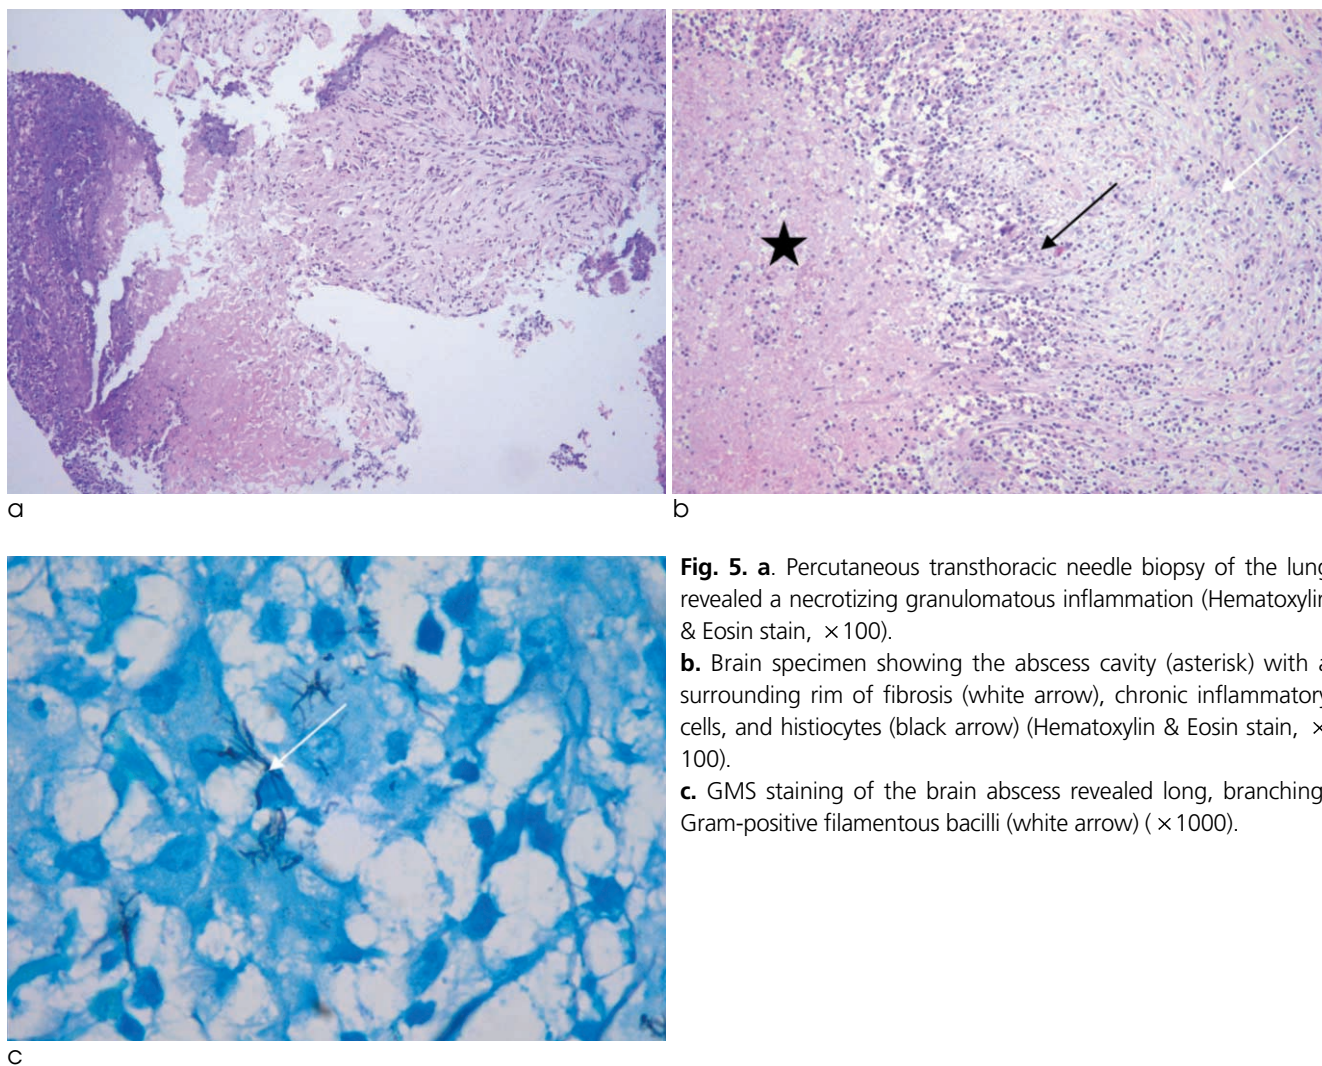 a
b
Fig. 5. a. Percutaneous transthoracic needle biopsy of the lung
revealed a necrotizing granulomatous inflammation (Hematoxylin
& Eosin stain, ×100).
b. Brain specimen showing the abscess cavity (asterisk) with a
surrounding rim of fibrosis (white arrow), chronic inflammatory
cells, and histiocytes (black arrow) (Hematoxylin & Eosin stain, ×
100).
c. GMS staining of the brain abscess revealed long, branching,
Gram-positive filamentous bacilli (white arrow) (×1000).
c